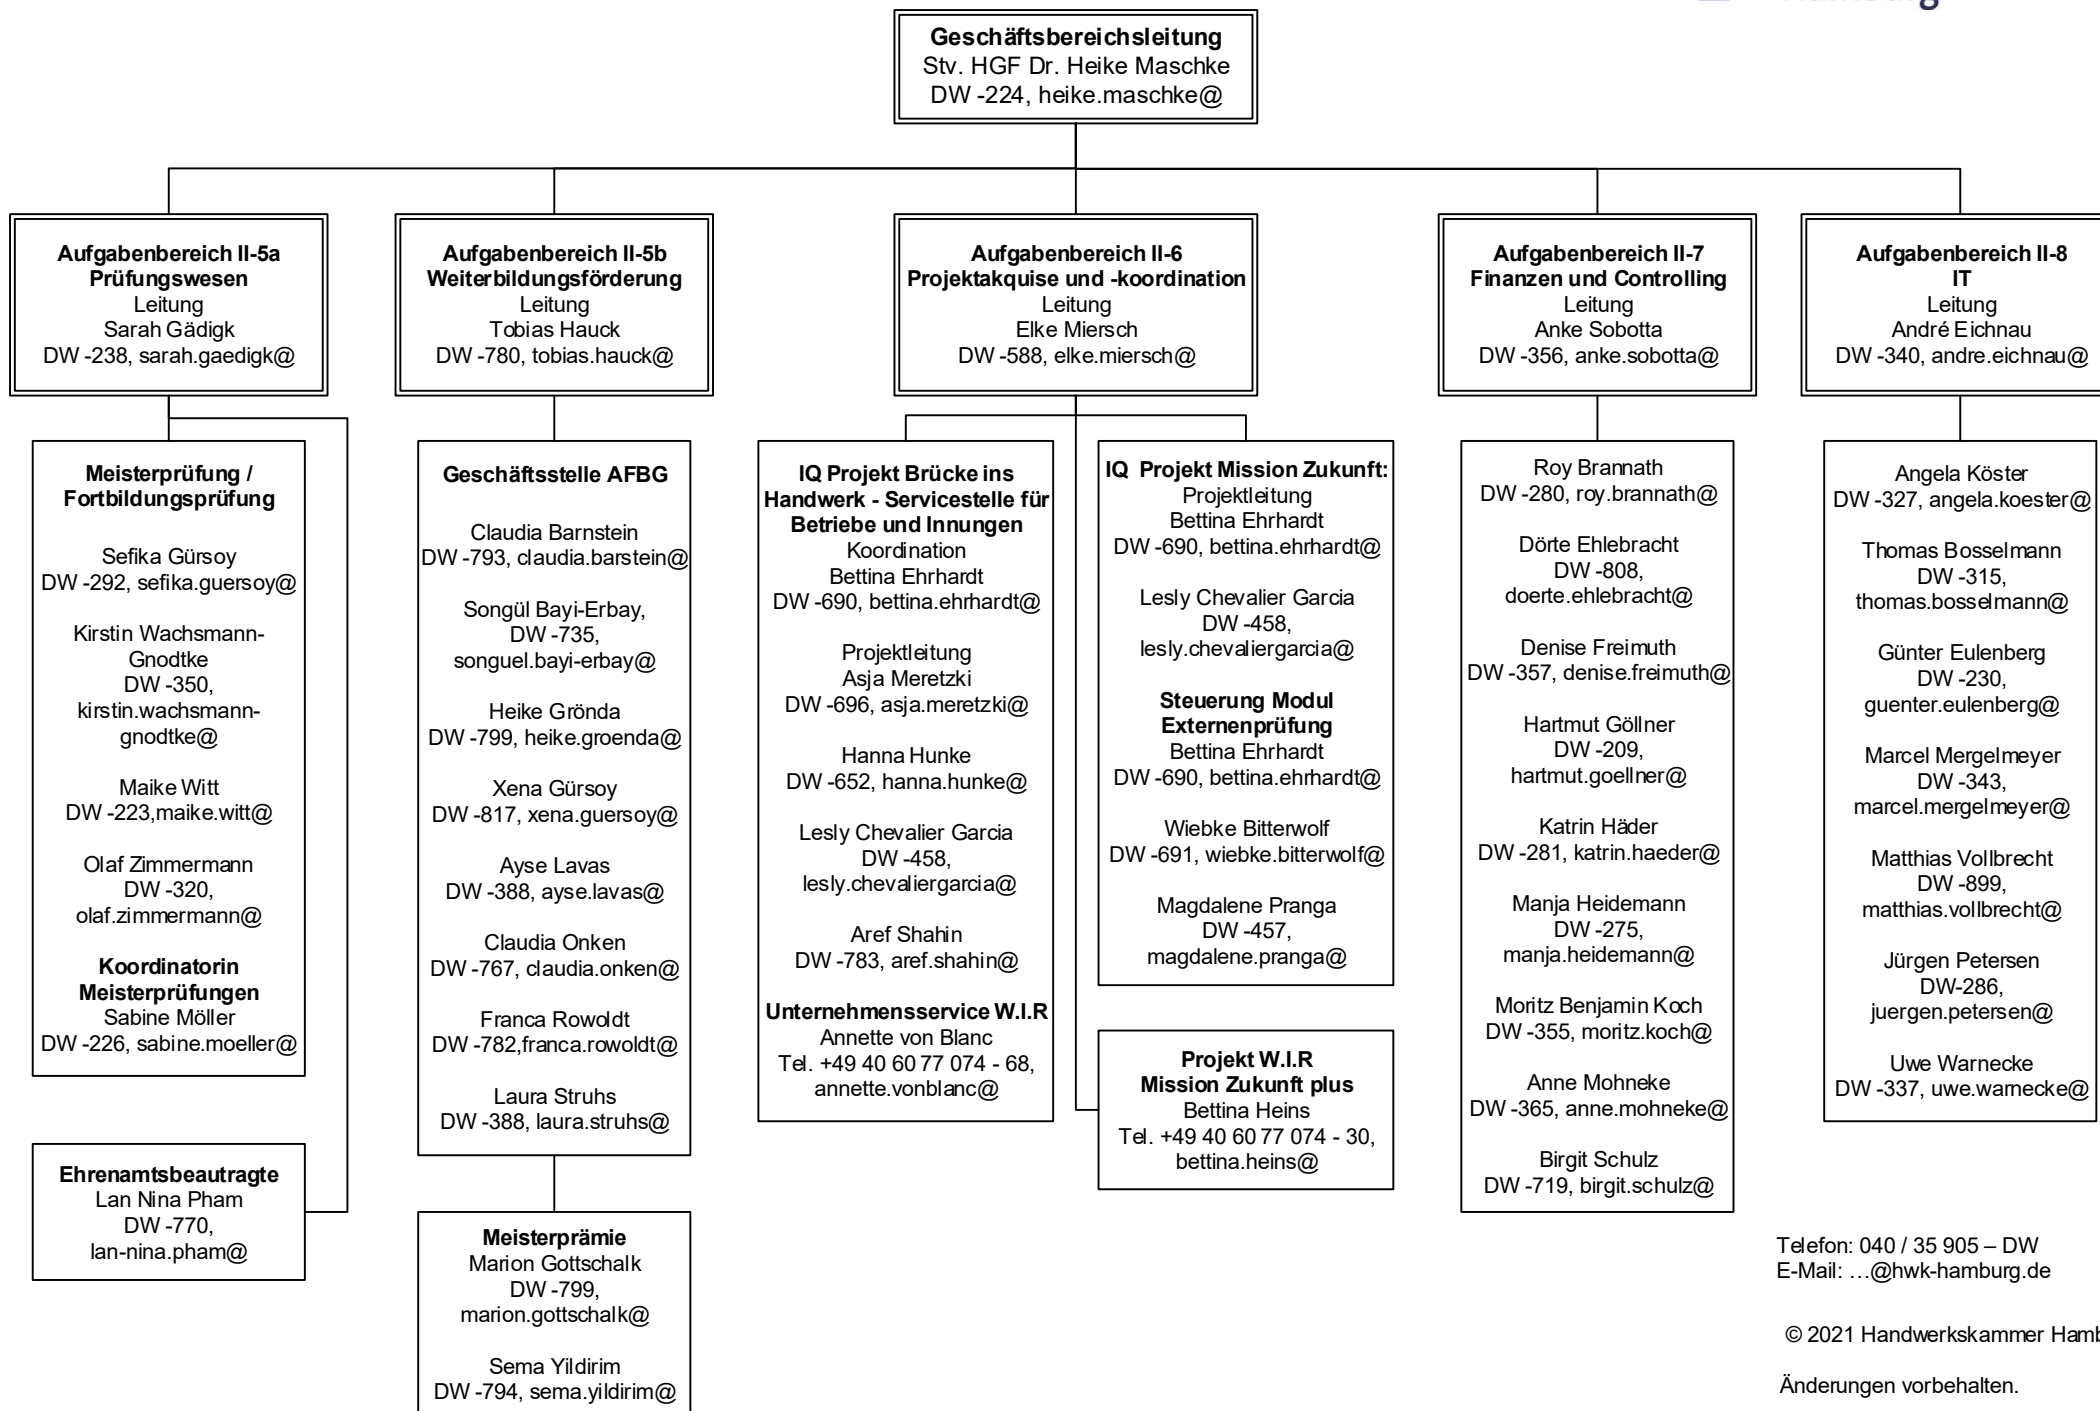 Geschäftsbereichsleitung
Stv. HGF Dr. Heike Maschke
DW -224, heike.maschke@
Aufgabenbereich II-5a
Prüfungswesen
Leitung
Sarah Gädigk
DW -238, sarah.gaedigk@
Aufgabenbereich II-5b
Weiterbildungsförderung
Leitung
Tobias Hauck
DW -780, tobias.hauck@
Aufgabenbereich II-6
Projektakquise und -koordination
Leitung
Elke Miersch
DW -588, elke.miersch@
Aufgabenbereich II-7
Finanzen und Controlling
Leitung
Anke Sobotta
DW -356, anke.sobotta@
Aufgabenbereich II-8
IT
Leitung
André Eichnau
DW -340, andre.eichnau@
Meisterprüfung /
Fortbildungsprüfung
Sefika Gürsoy
DW -292, sefika.guersoy@
Kirstin Wachsmann-
Gnodtke
DW -350,
kirstin.wachsmann-
gnodtke@
Maike Witt
DW -223,maike.witt@
Olaf Zimmermann
DW -320,
olaf.zimmermann@
Koordinatorin
Meisterprüfungen
Sabine Möller
DW -226, sabine.moeller@
Ehrenamtsbeautragte
Lan Nina Pham
DW -770,
lan-nina.pham@
Geschäftsstelle AFBG
Claudia Barnstein
DW -793, claudia.barstein@
Songül Bayi-Erbay,
DW -735,
songuel.bayi-erbay@
Heike Grönda
DW -799, heike.groenda@
Xena Gürsoy
DW -817, xena.guersoy@
Ayse Lavas
DW -388, ayse.lavas@
Claudia Onken
DW -767, claudia.onken@
Franca Rowoldt
DW -782,franca.rowoldt@
Laura Struhs
DW -388, laura.struhs@
Meisterprämie
Marion Gottschalk
DW -799,
marion.gottschalk@
Sema Yildirim
DW -794, sema.yildirim@
IQ Projekt Brücke ins
Handwerk - Servicestelle für
Betriebe und Innungen
Koordination
Bettina Ehrhardt
DW -690, bettina.ehrhardt@
Projektleitung
Asja Meretzki
DW -696, asja.meretzki@
Hanna Hunke
DW -652, hanna.hunke@
Lesly Chevalier Garcia
DW -458,
lesly.chevaliergarcia@
Aref Shahin
DW -783, aref.shahin@
Unternehmensservice W.I.R
Annette von Blanc
Tel. +49 40 60 77 074 - 68,
annette.vonblanc@
IQ Projekt Mission Zukunft:
Projektleitung
Bettina Ehrhardt
DW -690, bettina.ehrhardt@
Lesly Chevalier Garcia
DW -458,
lesly.chevaliergarcia@
Steuerung Modul
Externenprüfung
Bettina Ehrhardt
DW -690, bettina.ehrhardt@
Wiebke Bitterwolf
DW -691, wiebke.bitterwolf@
Magdalene Pranga
DW -457,
magdalene.pranga@
Projekt W.I.R
Mission Zukunft plus
Bettina Heins
Tel. +49 40 60 77 074 - 30,
bettina.heins@
Roy Brannath
DW -280, roy.brannath@
Dörte Ehlebracht
DW -808,
doerte.ehlebracht@
Denise Freimuth
DW -357, denise.freimuth@
Hartmut Göllner
DW -209,
hartmut.goellner@
Katrin Häder
DW -281, katrin.haeder@
Manja Heidemann
DW -275,
manja.heidemann@
Moritz Benjamin Koch
DW -355, moritz.koch@
Anne Mohneke
DW -365, anne.mohneke@
Birgit Schulz
DW -719, birgit.schulz@
Angela Köster
DW -327, angela.koester@
Thomas Bosselmann
DW -315,
thomas.bosselmann@
Günter Eulenberg
DW -230,
guenter.eulenberg@
Marcel Mergelmeyer
DW -343,
marcel.mergelmeyer@
Matthias Vollbrecht
DW -899,
matthias.vollbrecht@
Jürgen Petersen
DW-286,
juergen.petersen@
Uwe Warnecke
DW -337, uwe.warnecke@
Telefon: 040 / 35 905 – DW
E-Mail: …@hwk-hamburg.de
© 2021 Handwerkskammer Hamb
Änderungen vorbehalten.